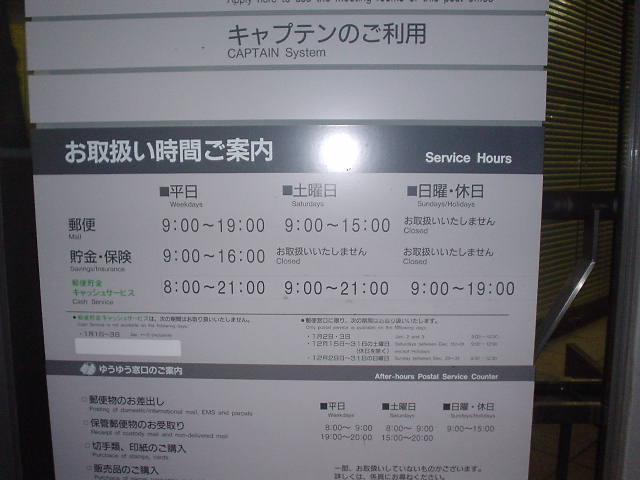 Apply here to use the meeting rooms of this post office
キャプテンのご利用
CAPTAIN System
お取扱い時間ご案内 Service Hours
■平日 ■土曜日 ■日曜・休日
Weekdays Saturdays Sundays/Holidays
郵便 9:00〜19:00 9:00〜15:00 お取扱いたしません
Mail Closed
貯金・保険 9:00〜16:00 お取扱いたしません お取扱いたしません
Savings/Insurance Closed Closed
郵便貯金
キャッシュサービス 8:00〜21:00 9:00〜21:00 9:00〜19:00
Cash Service
●郵便貯金キャッシュサービスは、次の期間はお取り扱いいたしません。 ●郵便窓口に限り、次の期間はお取り扱いいたします。
Cash Service is not available on the following days: Only postal service is available on the following days:
・1月1日〜3日 ・1月2日・3日 Jan. 2 and 3
・12月15日〜31日の土曜日
(休日を除く) except Holidays
・12月29日〜31日の日曜日
ゆうゆう窓口のご案内 After-hours Postal Service Counter
□郵便物のお差出し ■平日 ■土曜日 ■日曜・休日
Posting of domestic/international mail, EMS and parcels Weekdays Saturdays Sundays/Holidays
□保管郵便物のお受取り 8:00〜 9:00 8:00〜 9:00 9:00〜15:00
Receipt of custody mail and non-delivered mail 19:00〜20:00 15:00〜20:00
□切手類、印紙のご購入
Purchase of stamps, cards
□販売品のご購入 一部、お取扱いしていないものがございます。
詳しくは、係員にお尋ねください。